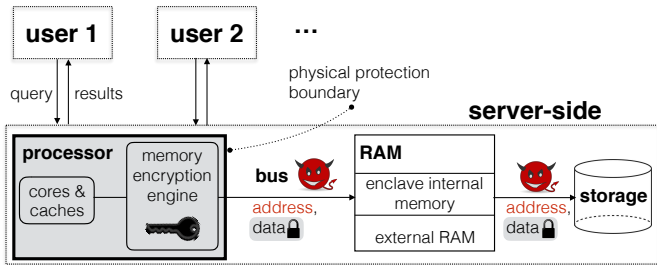 user 1
user 2
...
query
results
physical protection
boundary
server-side
processor
memory
encryption
engine
cores &
caches
bus
address,
data
RAM
enclave internal
memory
external RAM
address,
data
storage